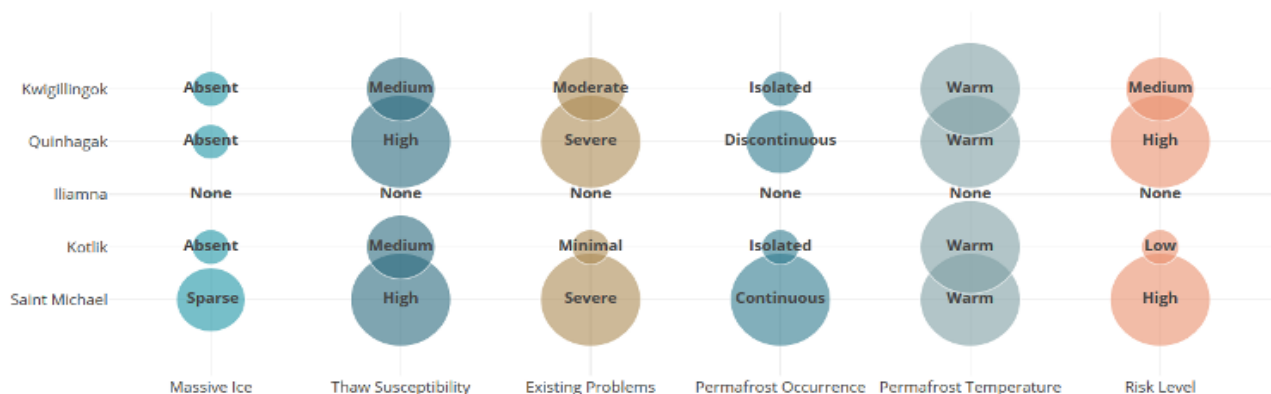 Kwigillingok Absent Medium Moderate Isolated Warm Medium
Quinhagak Absent High Severe Discontinuous Warm High
Iliamna None None None None None None
Kotlik Absent Medium Minimal Isolated Warm Low
Saint Michael Sparse High Severe Continuous Warm High
Massive Ice Thaw Susceptibility Existing Problems Permafrost Occurrence Permafrost Temperature Risk Level